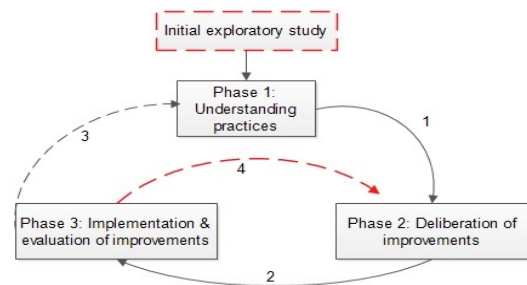 Initial exploratory study
Phase 1:
Understanding
practices
3
1
4
Phase 3: Implementation &
evaluation of improvements
Phase 2: Deliberation of
improvements
2